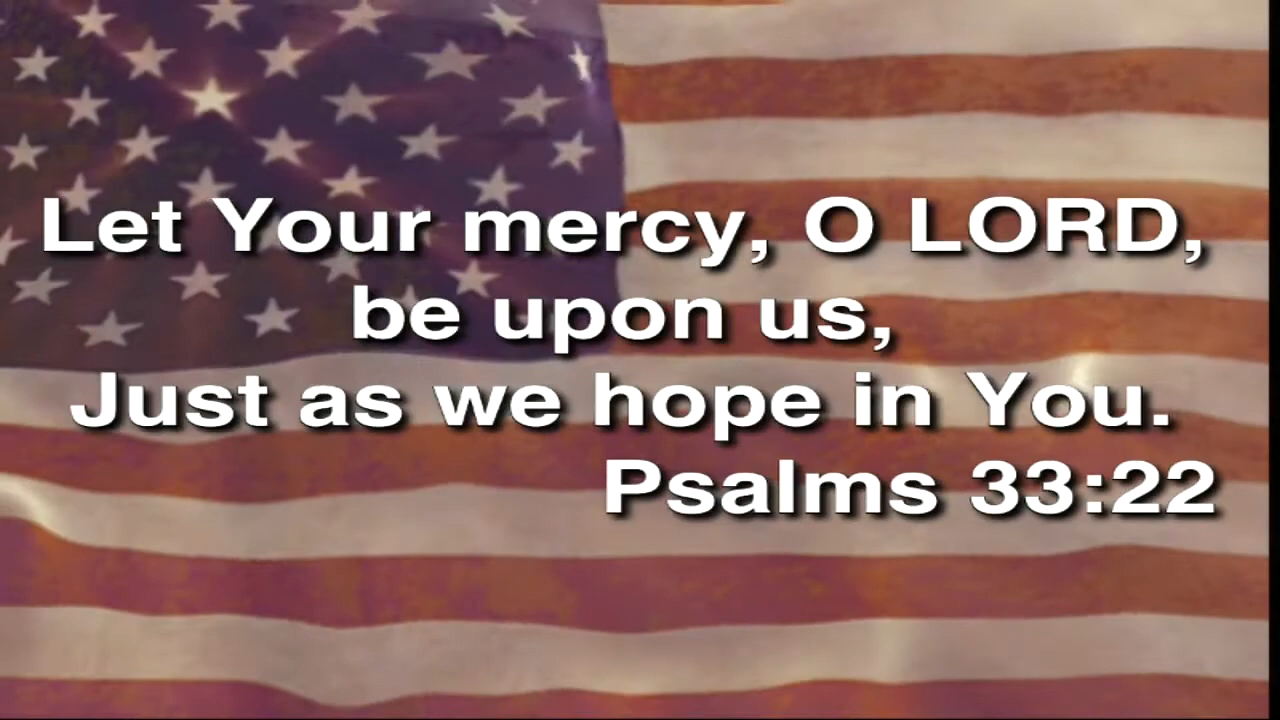 Let Your mercy, O LORD,
be upon us,
Just as we hope in You.
Psalms 33:22